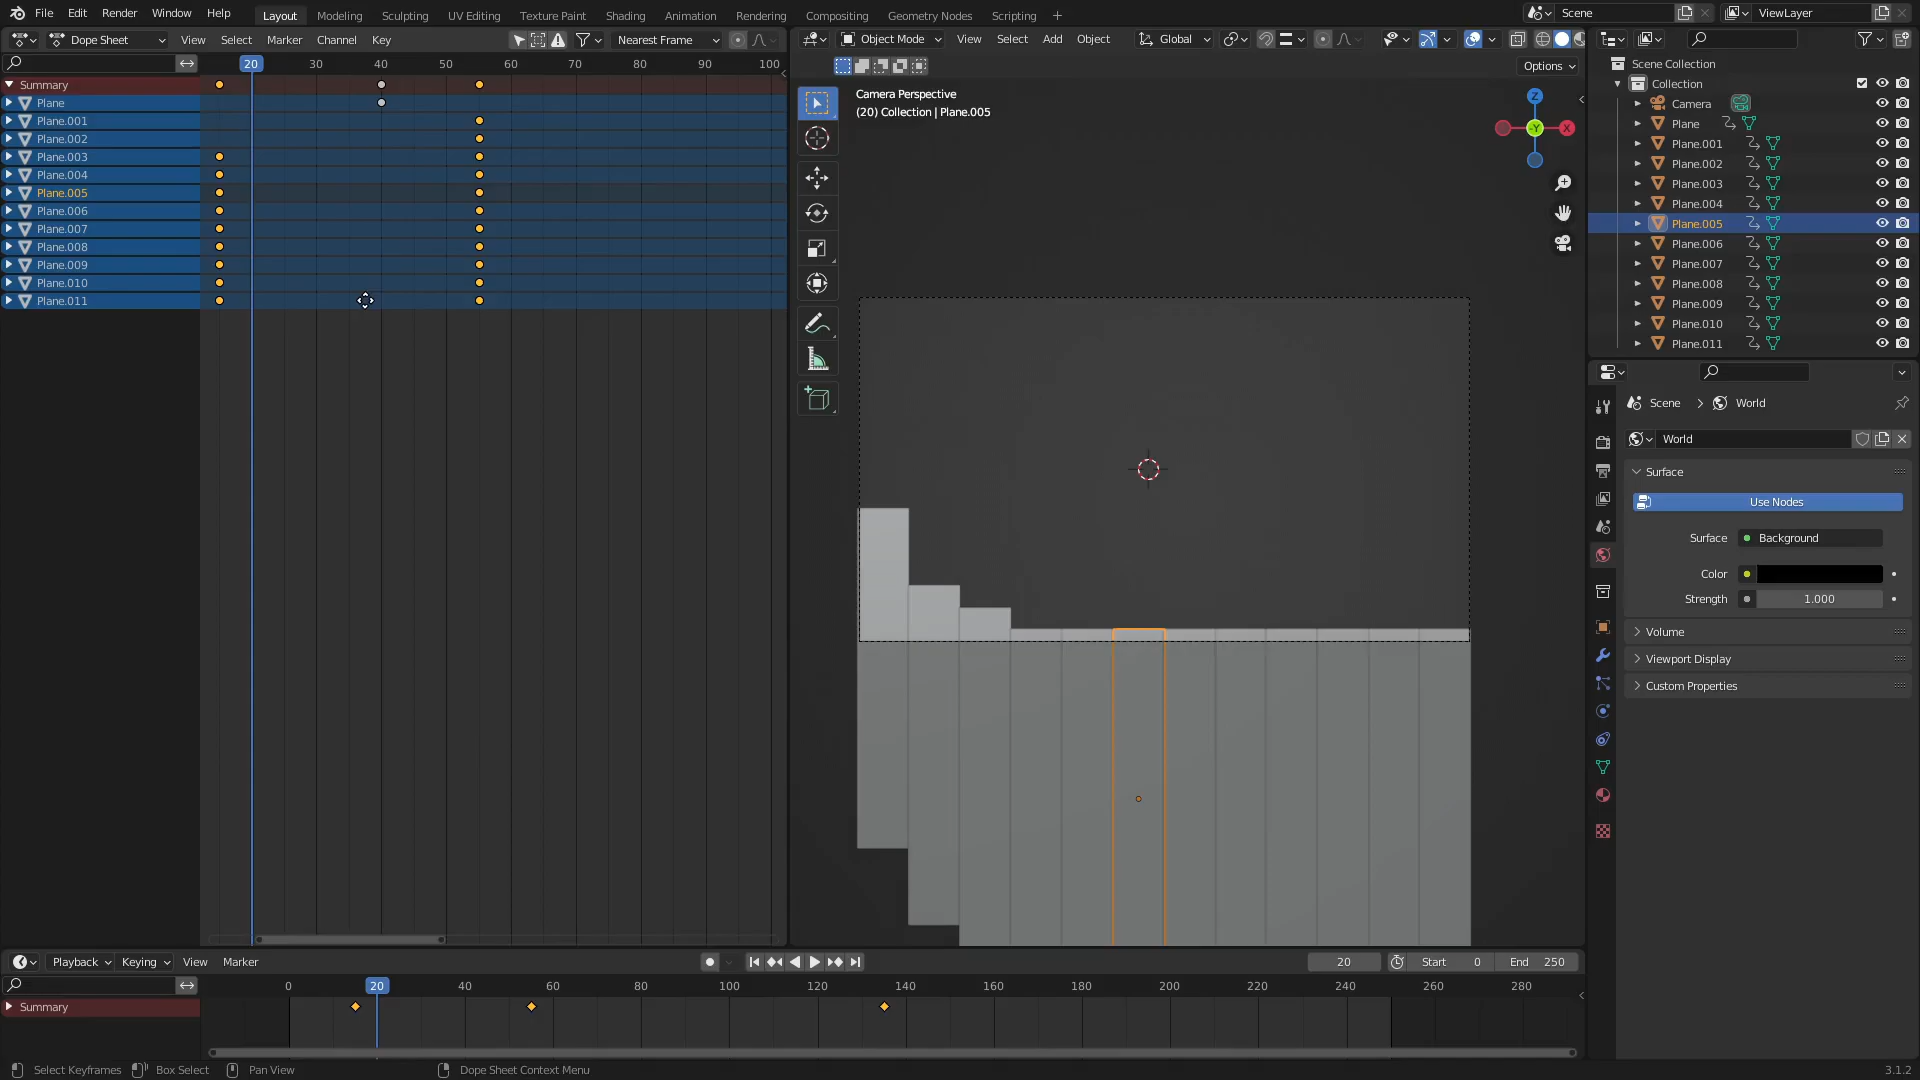 File Edit Render Window Help Layout Modeling Sculpting UV Editing Texture Paint Shading Animation Rendering Compositing Geometry Nodes Scripting + Scene ViewLayer
Dope Sheet View Select Marker Channel Key Nearest Frame Object Mode View Select Add Object Global
20 30 40 50 60 70 80 90 100
Options
Summary
Plane
Plane.001
Plane.002
Plane.003
Plane.004
Plane.005
Plane.006
Plane.007
Plane.008
Plane.009
Plane.010
Plane.011
Camera Perspective
(20) Collection | Plane.005
Z
-Y
X
Scene Collection
Collection
Camera
Plane
Plane.001
Plane.002
Plane.003
Plane.004
Plane.005
Plane.006
Plane.007
Plane.008
Plane.009
Plane.010
Plane.011
Scene > World
World
Surface
Use Nodes
Surface Background
Color
Strength 1.000
Volume
Viewport Display
Custom Properties
Playback Keying View Marker 20 Start 0 End 250
0 20 40 60 80 100 120 140 160 180 200 220 240 260 280
Summary
Select Keyframes Box Select Pan View Dope Sheet Context Menu 3.1.2